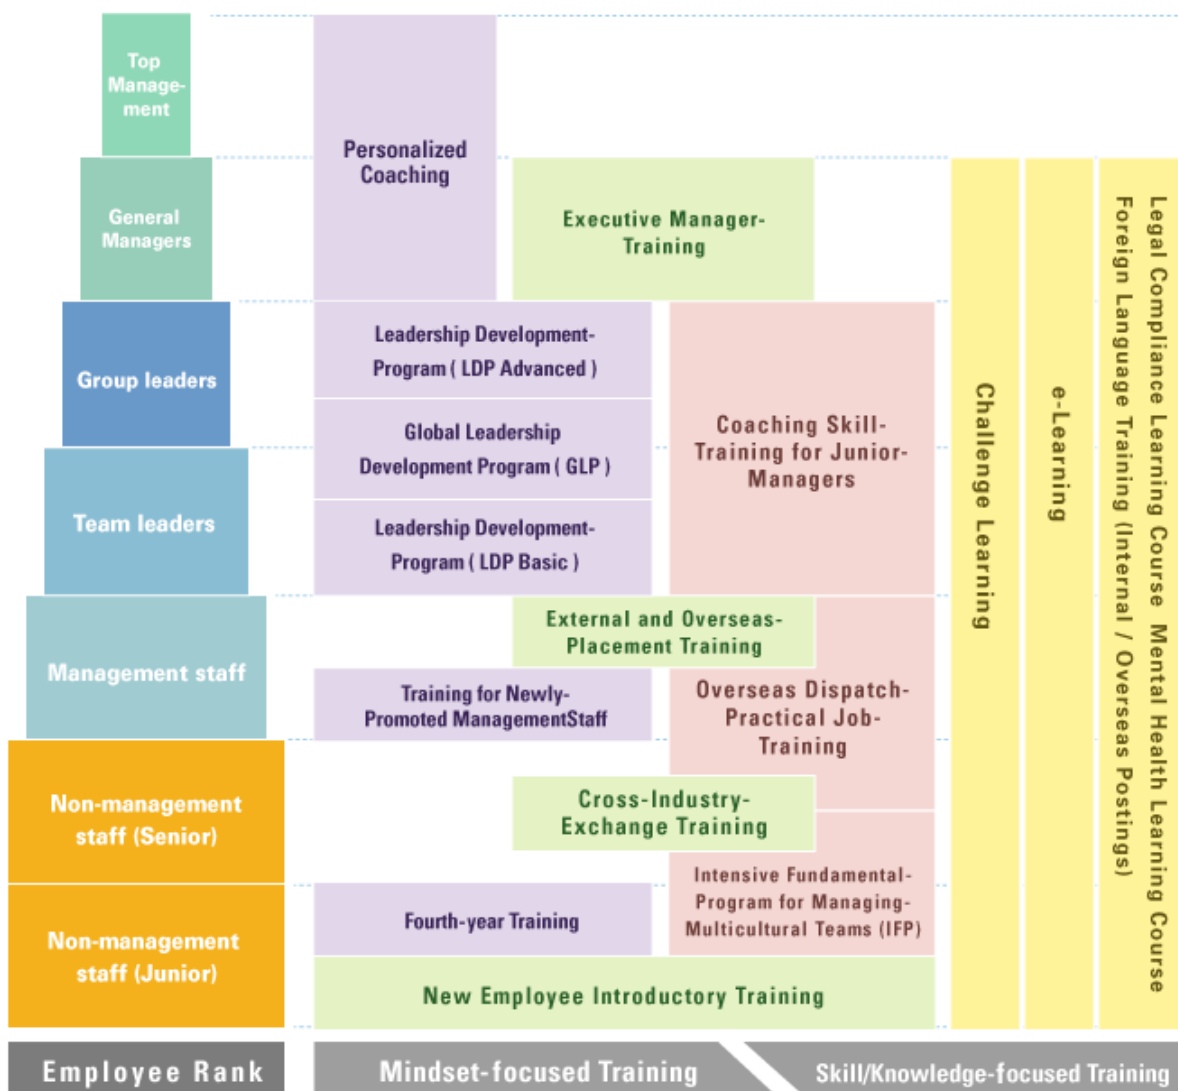 Top
Manage-
ment
General
Managers
Group leaders
Team leaders
Management staff
Non-management
staff (Senior)
Non-management
staff (Junior)
Employee Rank
Personalized
Coaching
Executive Manager-
Training
Leadership Development-
Program ( LDP Advanced )
Global Leadership
Development Program ( GLP )
Leadership Development-
Program ( LDP Basic )
Coaching Skill-
Training for Junior-
Managers
External and Overseas-
Placement Training
Training for Newly-
Promoted ManagementStaff
Overseas Dispatch-
Practical Job-
Training
Cross-Industry-
Exchange Training
Intensive Fundamental-
Program for Managing-
Multicultural Teams (IFP)
Fourth-year Training
New Employee Introductory Training
Challenge Learning
e-Learning
Legal Compliance Learning Course Mental Health Learning Course
Foreign Language Training (Internal / Overseas Postings)
Mindset-focused Training
Skill/Knowledge-focused Training